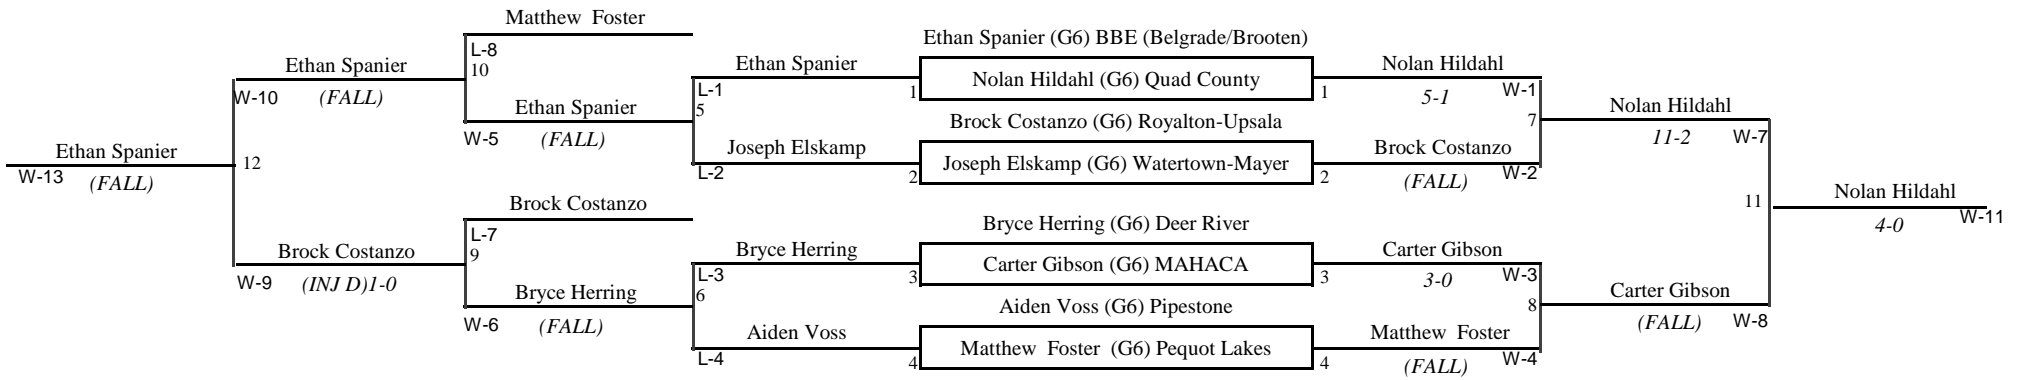 Matthew  Foster
L-8
10
Ethan Spanier
W-10
(FALL)
Ethan Spanier
W-5
(FALL)
Ethan Spanier
W-13
(FALL)
12
Brock Costanzo
L-7
9
Brock Costanzo
W-9
(INJ D)1-0
Bryce Herring
W-6
(FALL)
Ethan Spanier
L-1
5
Joseph Elskamp
L-2
Bryce Herring
L-3
6
Aiden Voss
L-4
Ethan Spanier (G6) BBE (Belgrade/Brooten)
1 Nolan Hildahl (G6) Quad County 1
Brock Costanzo (G6) Royalton-Upsala
2 Joseph Elskamp (G6) Watertown-Mayer 2
Bryce Herring (G6) Deer River
3 Carter Gibson (G6) MAHACA 3
Aiden Voss (G6) Pipestone
4 Matthew  Foster  (G6) Pequot Lakes 4
Nolan Hildahl
5-1
W-1
7
Brock Costanzo
(FALL)
W-2
Carter Gibson
3-0
W-3
8
Matthew  Foster
(FALL)
W-4
Nolan Hildahl
11-2
W-7
11
Carter Gibson
(FALL)
W-8
Nolan Hildahl
4-0
W-11